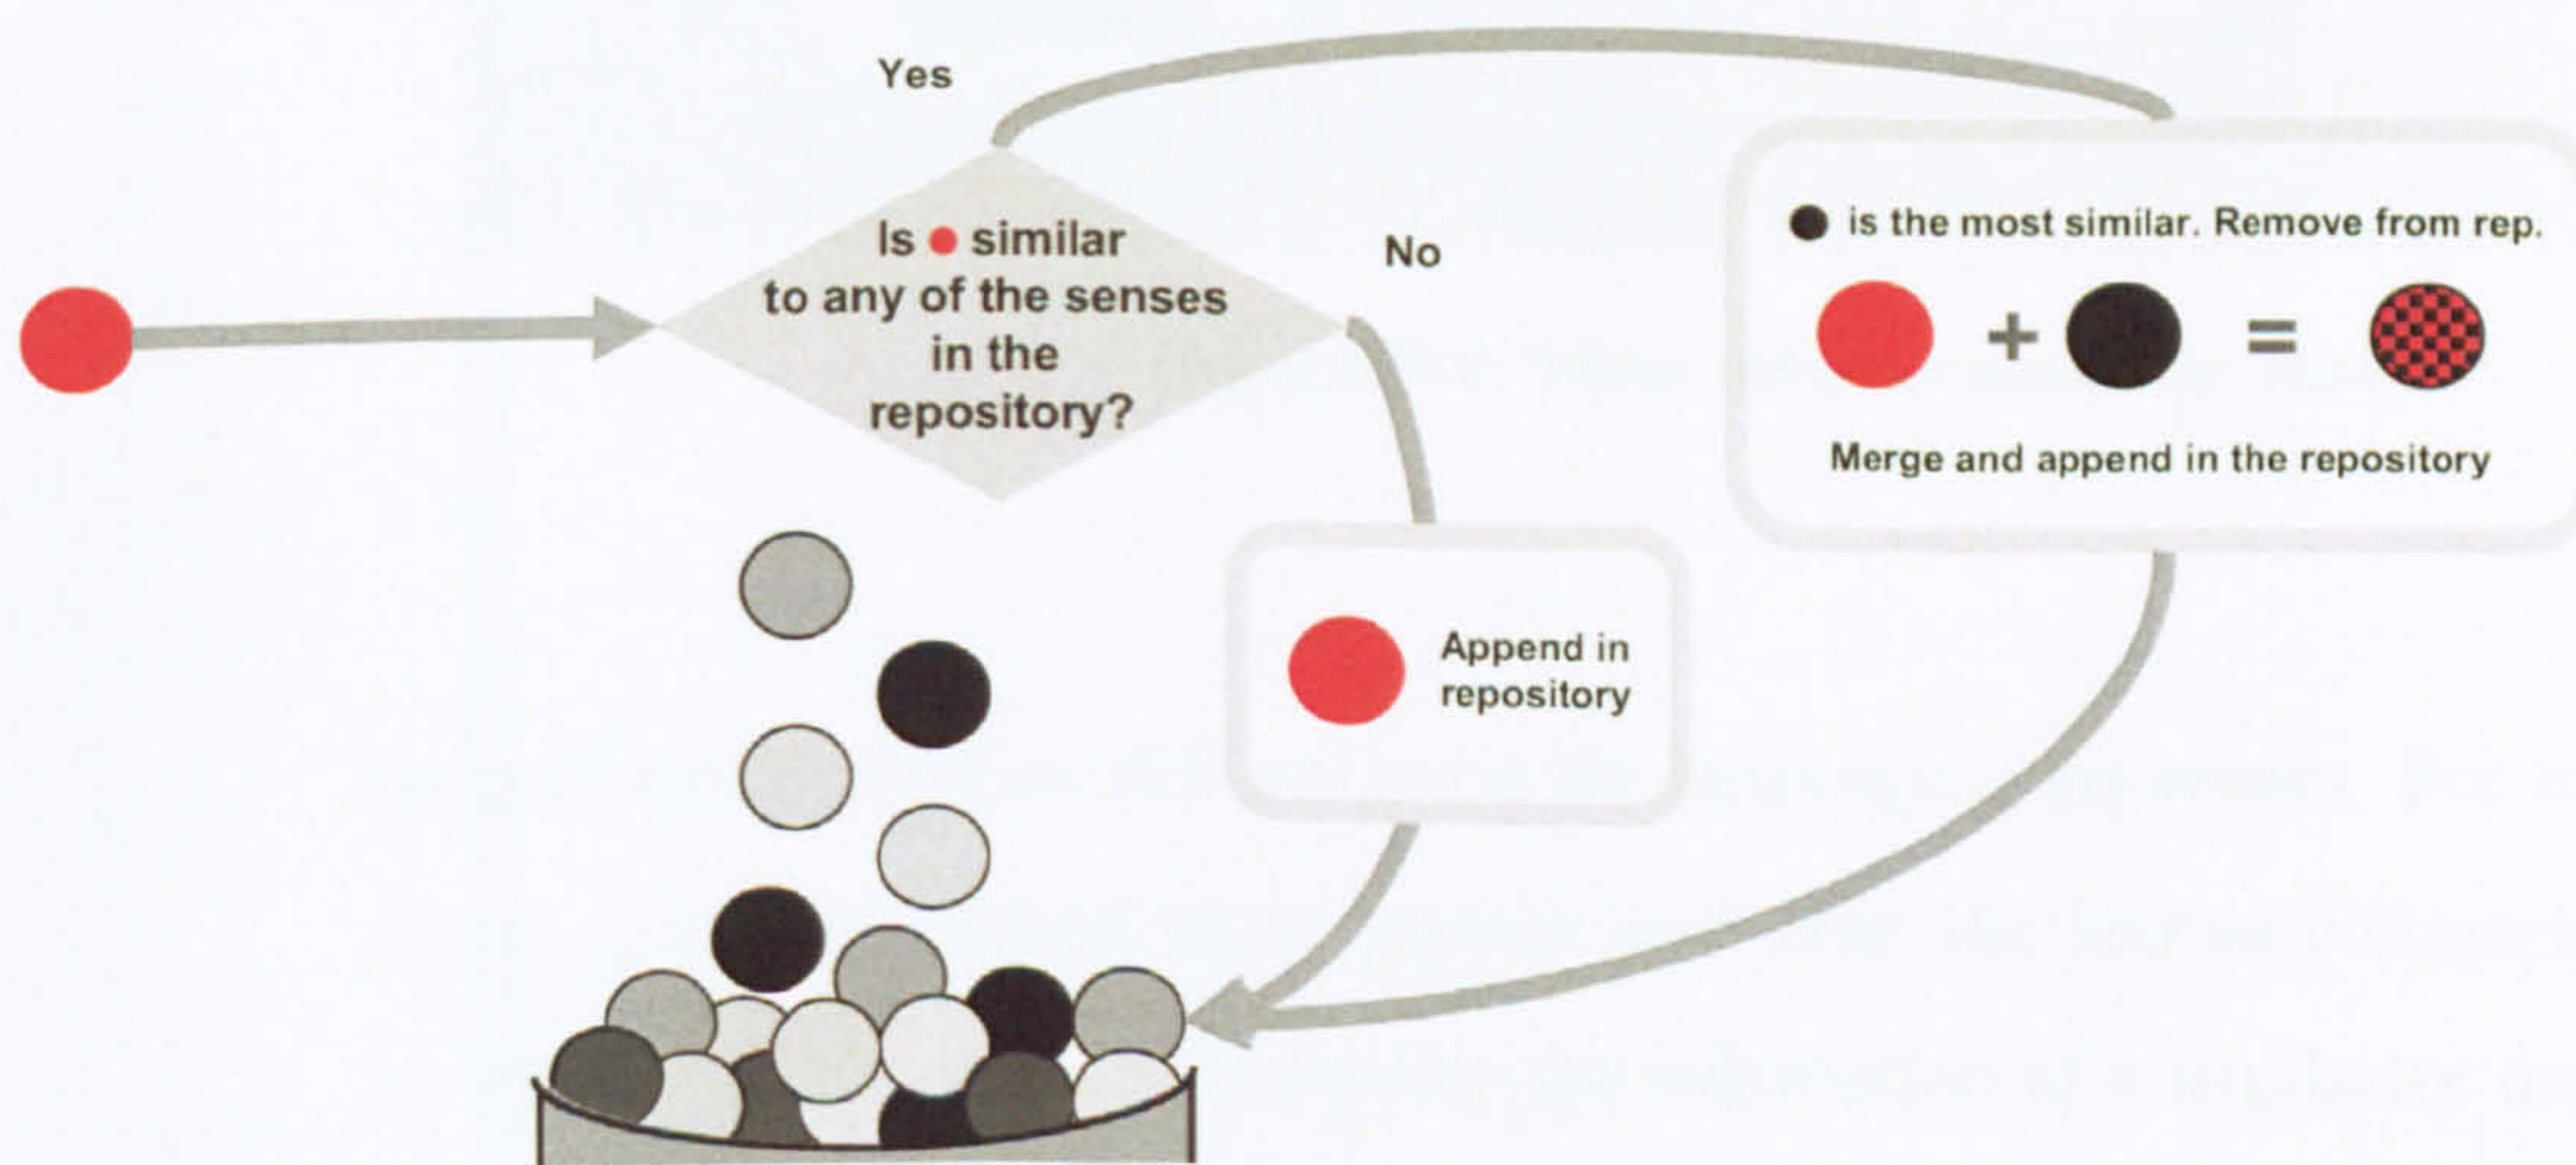 Yes
Is similar
to any of the senses
in the
repository?
No
is the most similar. Remove from rep.
+ =
Merge and append in the repository
Append in
repository